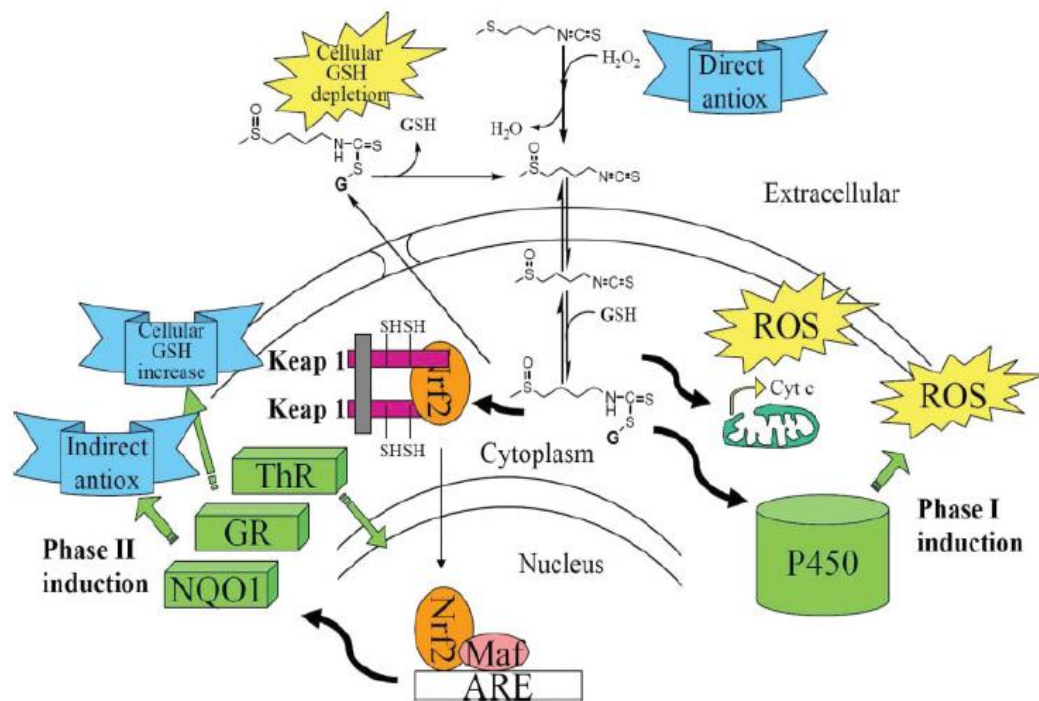 Cellular
GSH
depletion
S
N=C=S
H2O2
Direct
antiox
H2O
O
S
NH
H
C=S
S
G
GSH
O
S
N=C=S
Extracellular
O
S
N=C=S
GSH
ROS
ROS
Cellular
GSH
increase
SHSH
Keap 1
Nrf2
Keap 1
SHSH
O
S
N
H
C=S
S
G
Cyt c
Cytoplasm
Indirect
antiox
ThR
GR
NQO1
Phase II
induction
Nucleus
P450
Phase I
induction
Nrf2
Maf
ARE